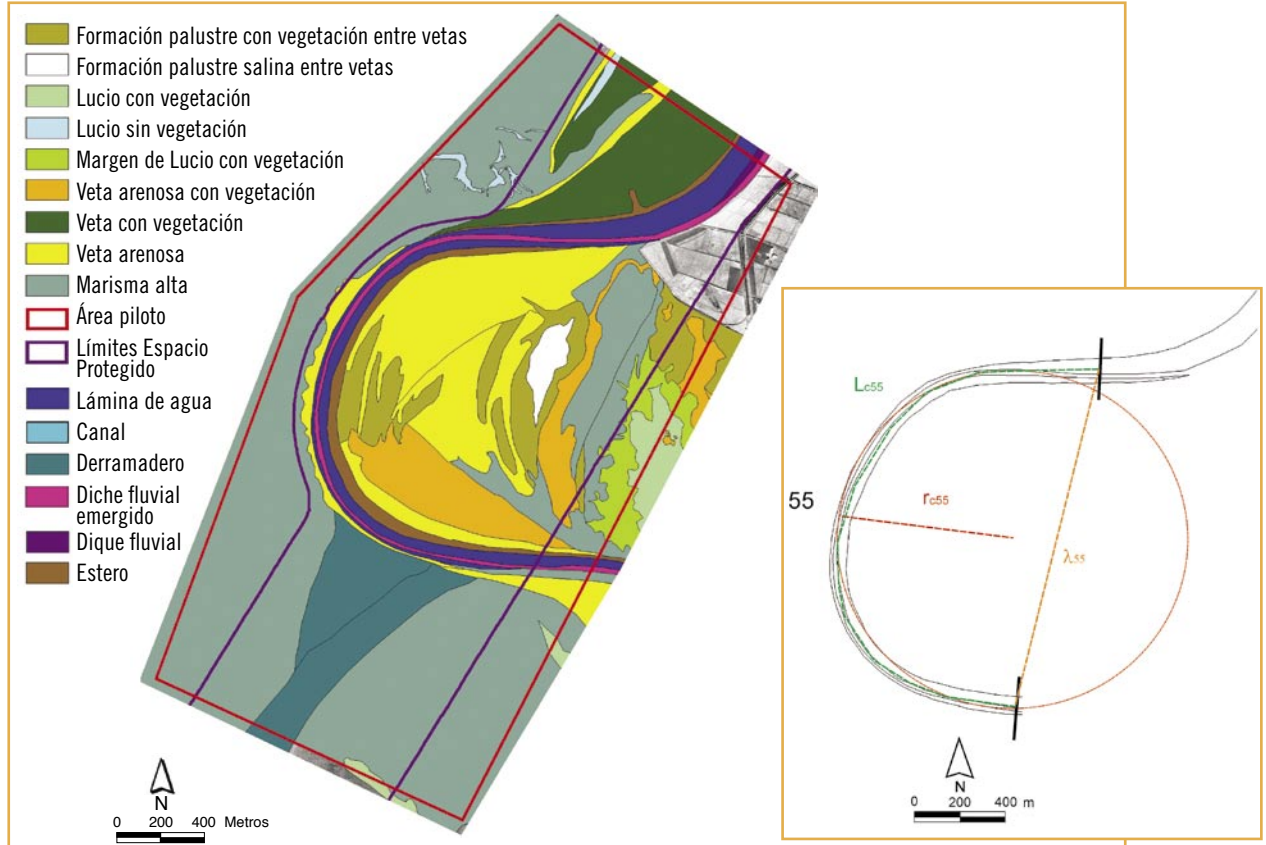 Formación palustre con vegetación entre vetas
Formación palustre salina entre vetas
Lucio con vegetación
Lucio sin vegetación
Margen de Lucio con vegetación
Veta arenosa con vegetación
Veta con vegetación
Veta arenosa
Marisma alta
Área piloto
Límites Espacio
Protegido
Lámina de agua
Canal
Derramadero
Diche fluvial
emergido
Dique fluvial
Estero
N
0 200 400 Metros
Lc55
55
rc55
λ55
N
0 200 400 m